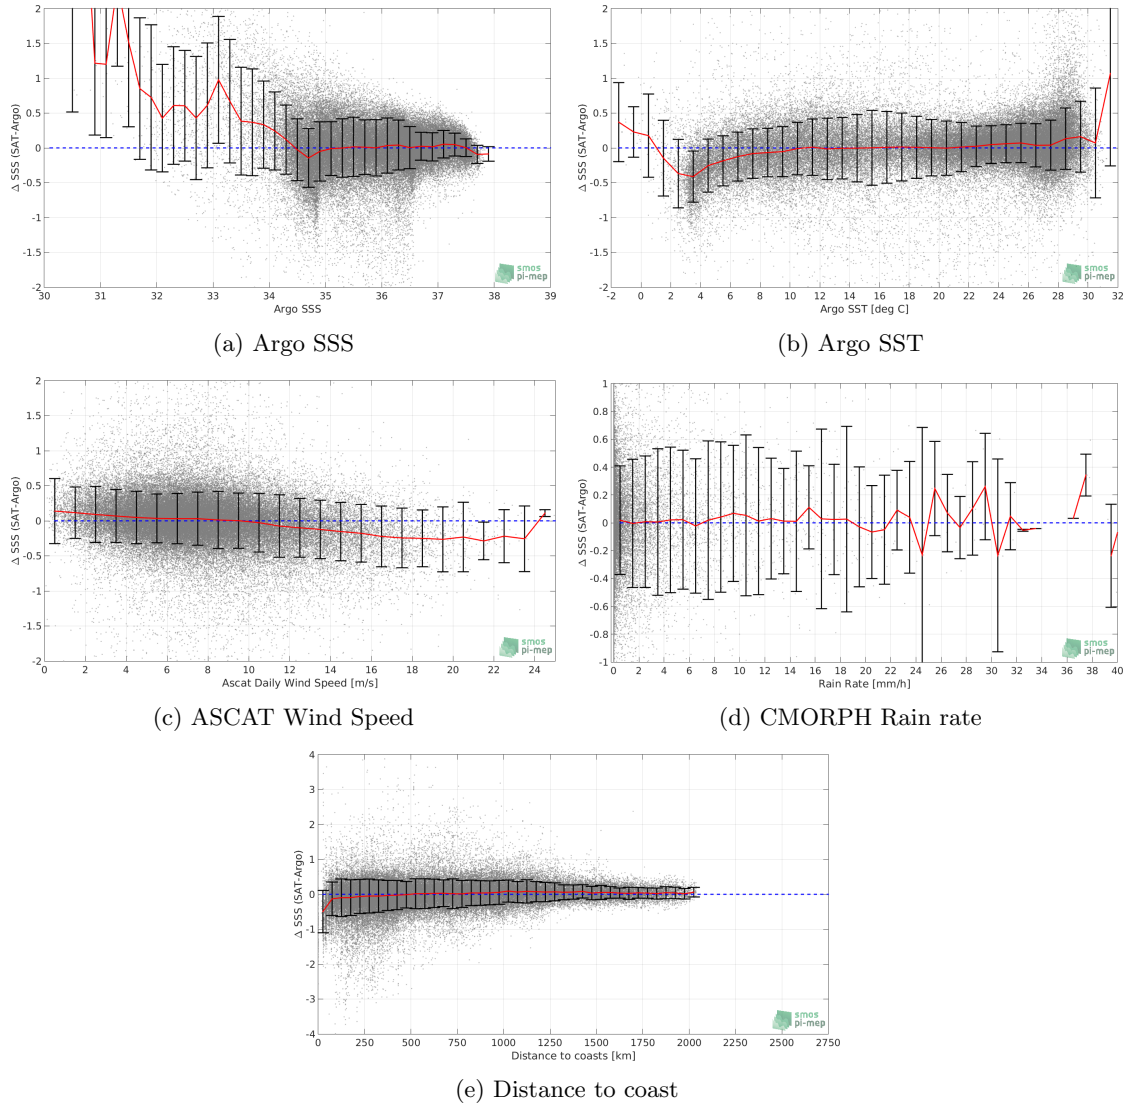 2
1.5
1
0.5
0
-0.5
-1
-1.5
-2
Δ SSS (SAT-Argo)
30 31 32 33 34 35 36 37 38 39
Argo SSS
smos
pi-mep
(a) Argo SSS
2
1.5
1
0.5
0
-0.5
-1
-1.5
-2
Δ SSS (SAT-Argo)
-2 0 2 4 6 8 10 12 14 16 18 20 22 24 26 28 30 32
Argo SST [deg C]
smos
pi-mep
(b) Argo SST
2
1.5
1
0.5
0
-0.5
-1
-1.5
-2
Δ SSS (SAT-Argo)
0 2 4 6 8 10 12 14 16 18 20 22 24
Ascat Daily Wind Speed [m/s]
smos
pi-mep
(c) ASCAT Wind Speed
1
0.8
0.6
0.4
0.2
0
-0.2
-0.4
-0.6
-0.8
-1
Δ SSS (SAT-Argo)
0 2 4 6 8 10 12 14 16 18 20 22 24 26 28 30 32 34 36 38 40
Rain Rate [mm/h]
smos
pi-mep
(d) CMORPH Rain rate
4
3
2
1
0
-1
-2
-3
-4
Δ SSS (SAT-Argo)
0 250 500 750 1000 1250 1500 1750 2000 2250 2500 2750
Distance to coasts [km]
smos
pi-mep
(e) Distance to coast